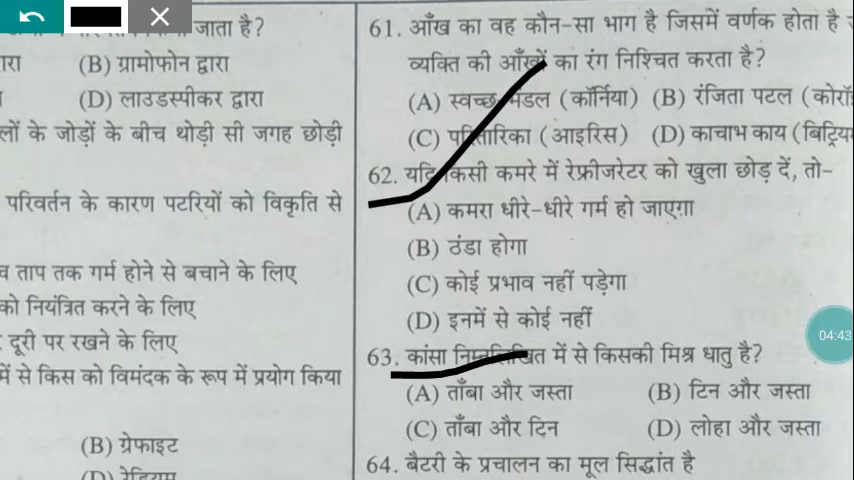 जाता है?
(B) ग्रामोफोन द्वारा
(D) लाउडस्पीकर द्वारा
लों के जोड़ों के बीच थोड़ी सी जगह छोड़ी
परिवर्तन के कारण पटरियों को विकृति से
ताप तक गर्म होने से बचाने के लिए
को नियंत्रित करने के लिए
दूरी पर रखने के लिए
में से किस को विमंदक के रूप में प्रयोग किया
(B) ग्रेफाइट
61. आँख का वह कौन-सा भाग है जिसमें वर्णक होता है
व्यक्ति की आँखों का रंग निश्चित करता है?
(A) स्वच्छ मंडल (कॉर्निया) (B) रंजिता पटल (कोरॉ
(C) परितारिका (आइरिस) (D) काचाभ काय (बिट्रिय
62. यदि किसी कमरे में रेफ्रीजरेटर को खुला छोड़ दें, तो-
(A) कमरा धीरे-धीरे गर्म हो जाएगा
(B) ठंडा होगा
(C) कोई प्रभाव नहीं पड़ेगा
(D) इनमें से कोई नहीं
04:43
63. कांसा निम्नलिखित में से किसकी मिश्र धातु है?
(A) ताँबा और जस्ता (B) टिन और जस्ता
(C) ताँबा और टिन (D) लोहा और जस्ता
64. बैटरी के प्रचालन का मूल सिद्धांत है